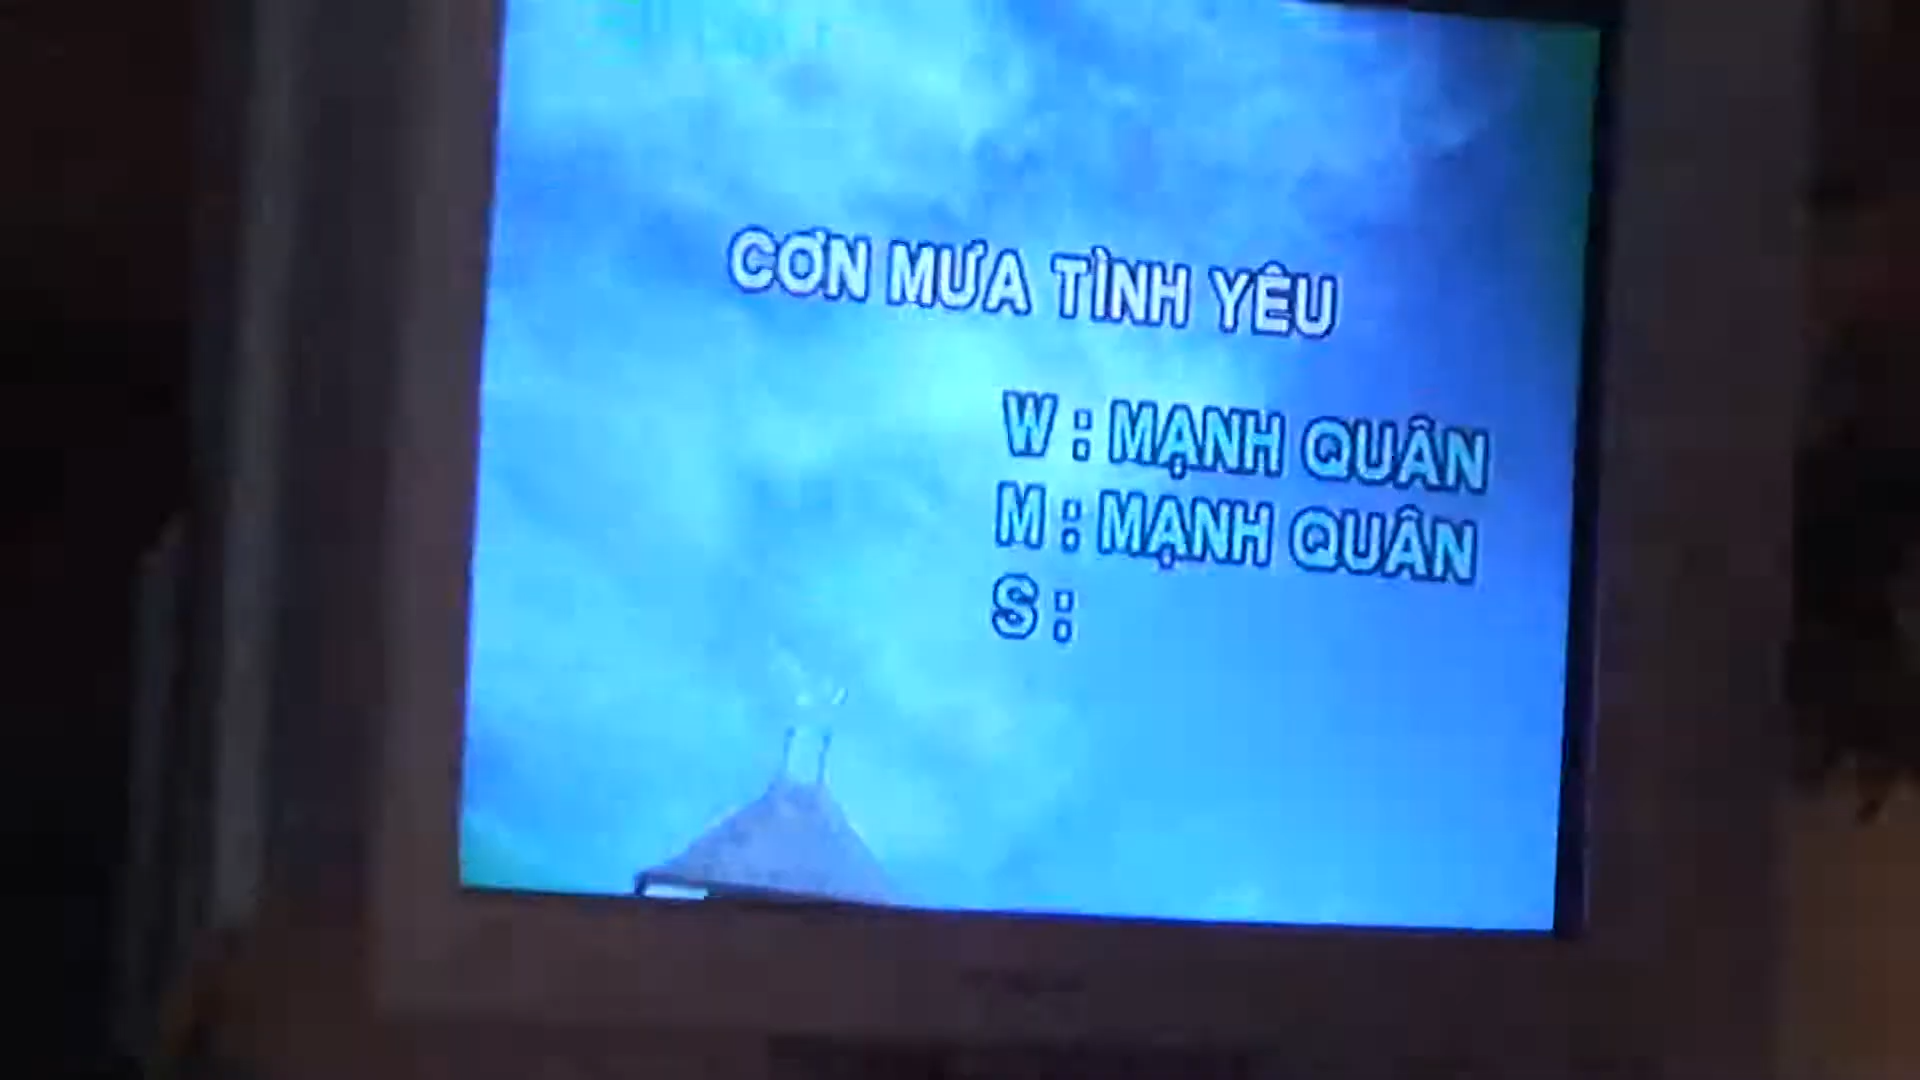 CƠN MƯA TÌNH YÊU
W : MẠNH QUÂN
M : MẠNH QUÂN
S :